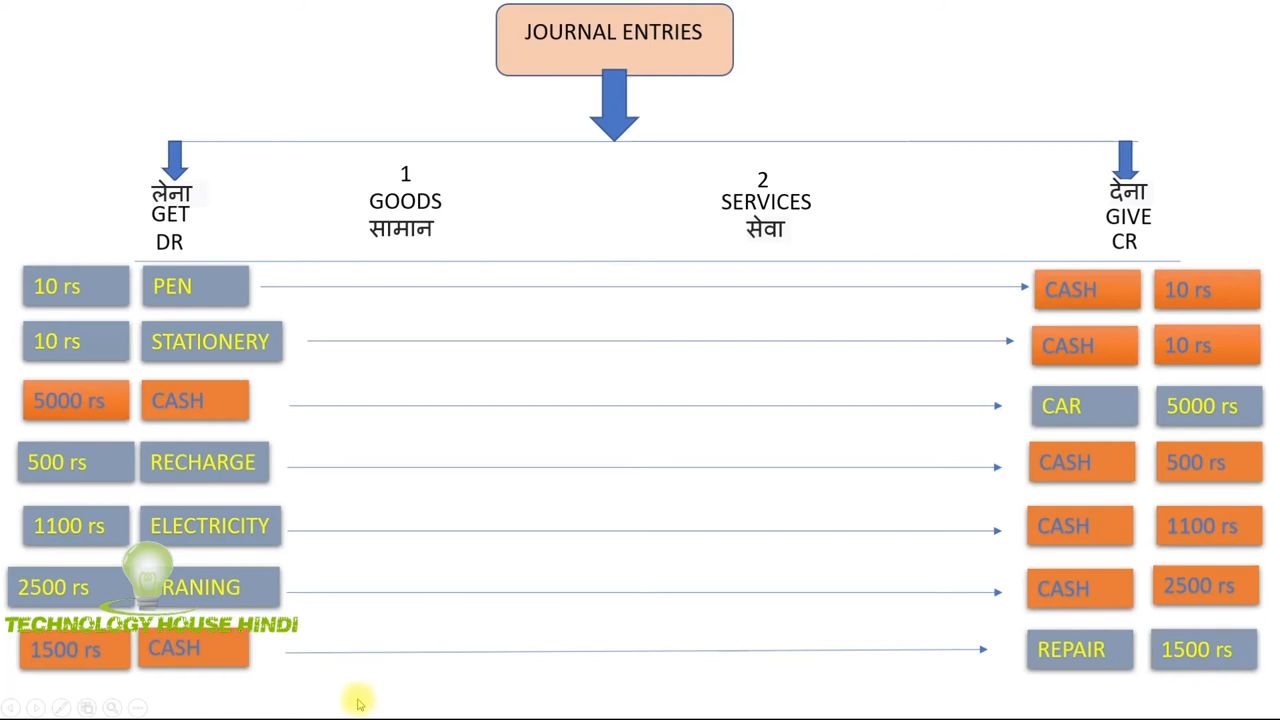 JOURNAL ENTRIES
लेना
GET
DR
1
GOODS
सामान
2
SERVICES
सेवा
देना
GIVE
CR
10 rs PEN CASH 10 rs
10 rs STATIONERY CASH 10 rs
5000 rs CASH CAR 5000 rs
500 rs RECHARGE CASH 500 rs
1100 rs ELECTRICITY CASH 1100 rs
2500 rs RANING CASH 2500 rs
TECHNOLOGY HOUSE HINDI
1500 rs CASH REPAIR 1500 rs